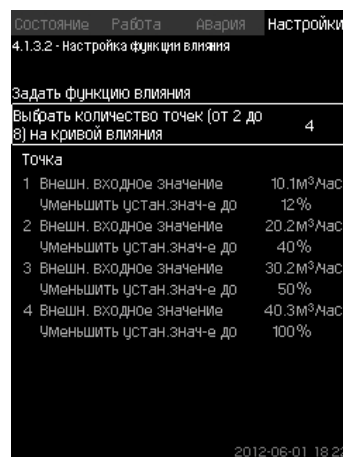 Состояние Работа Авария Настройки
4.1.3.2 - Настройка функции влияния
Задать функцию влияния
Выбрать количество точек (от 2 до
8) на кривой влияния 4
Точка
1 Внешн. входное значение 10.1м³/час
Уменьшить устан.знач-е до 12%
2 Внешн. входное значение 20.2м³/час
Уменьшить устан.знач-е до 40%
3 Внешн. входное значение 30.2м³/час
Уменьшить устан.знач-е до 50%
4 Внешн. входное значение 40.3м³/час
Уменьшить устан.знач-е до 100%
2012-06-01 18:22